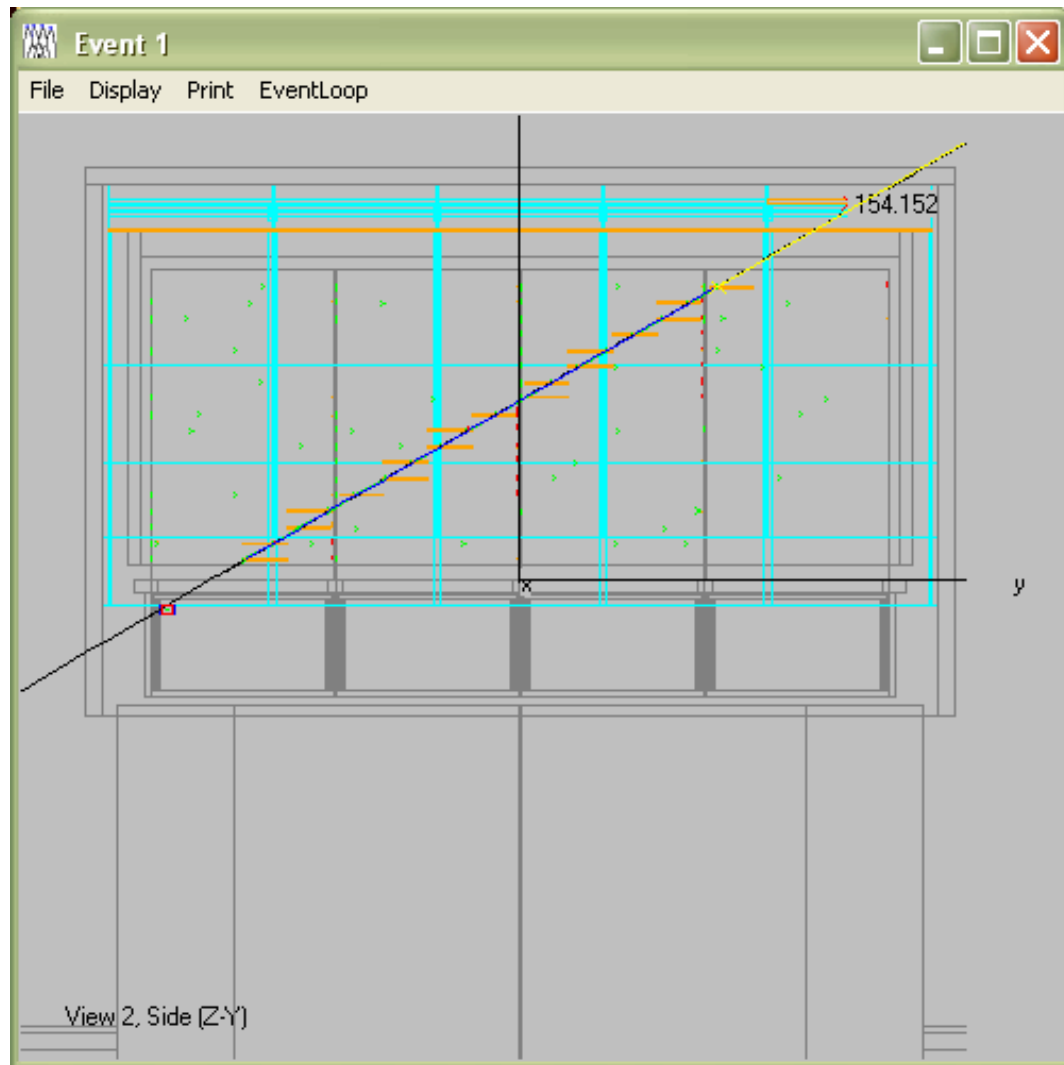 Event 1
File Display Print EventLoop
154.152
x
y
View 2, Side (Z-Y)